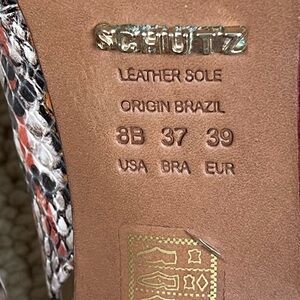 SCHUTZ
LEATHER SOLE
ORIGIN BRAZIL
8B 37 39
USA BRA EUR